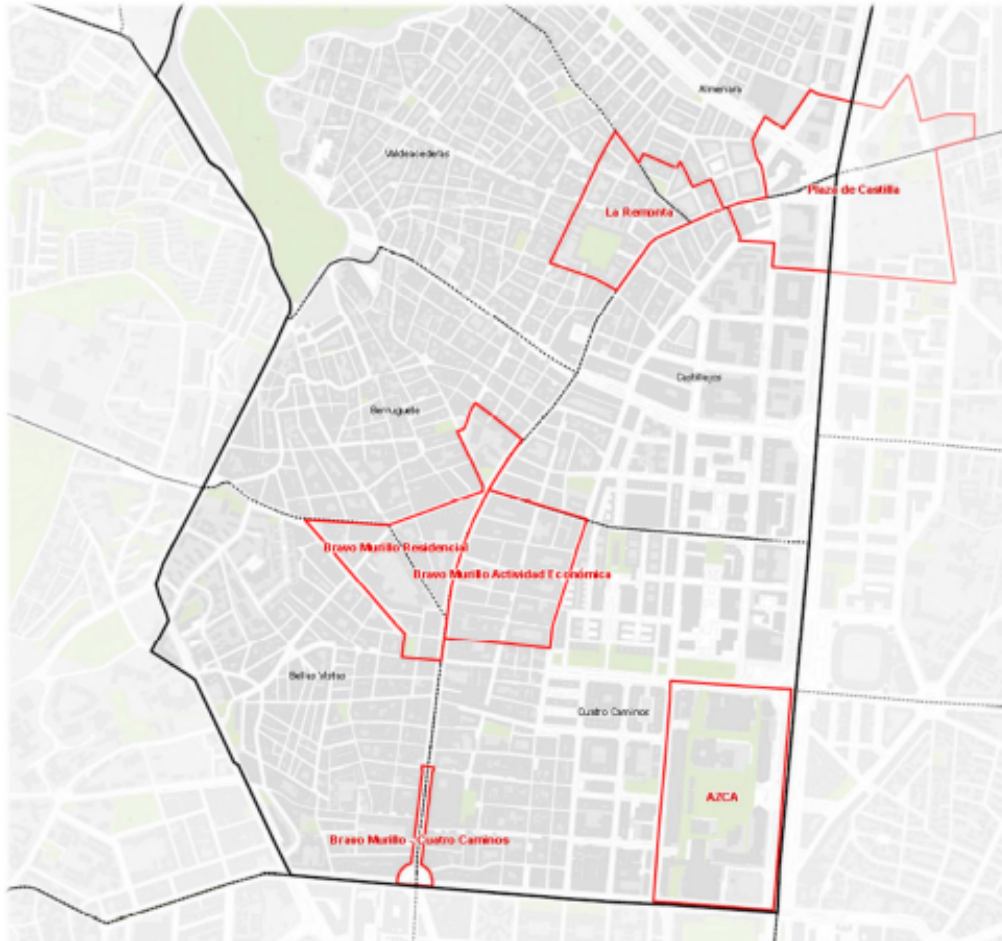 Almenara
Valdeacederas
Plaza de Castilla
La Remonta
Castillejos
Berruguete
Bravo Murillo Residencial
Bravo Murillo Actividad Económica
Bellas Vistas
Cuatro Caminos
AZCA
Bravo Murillo - Cuatro Caminos